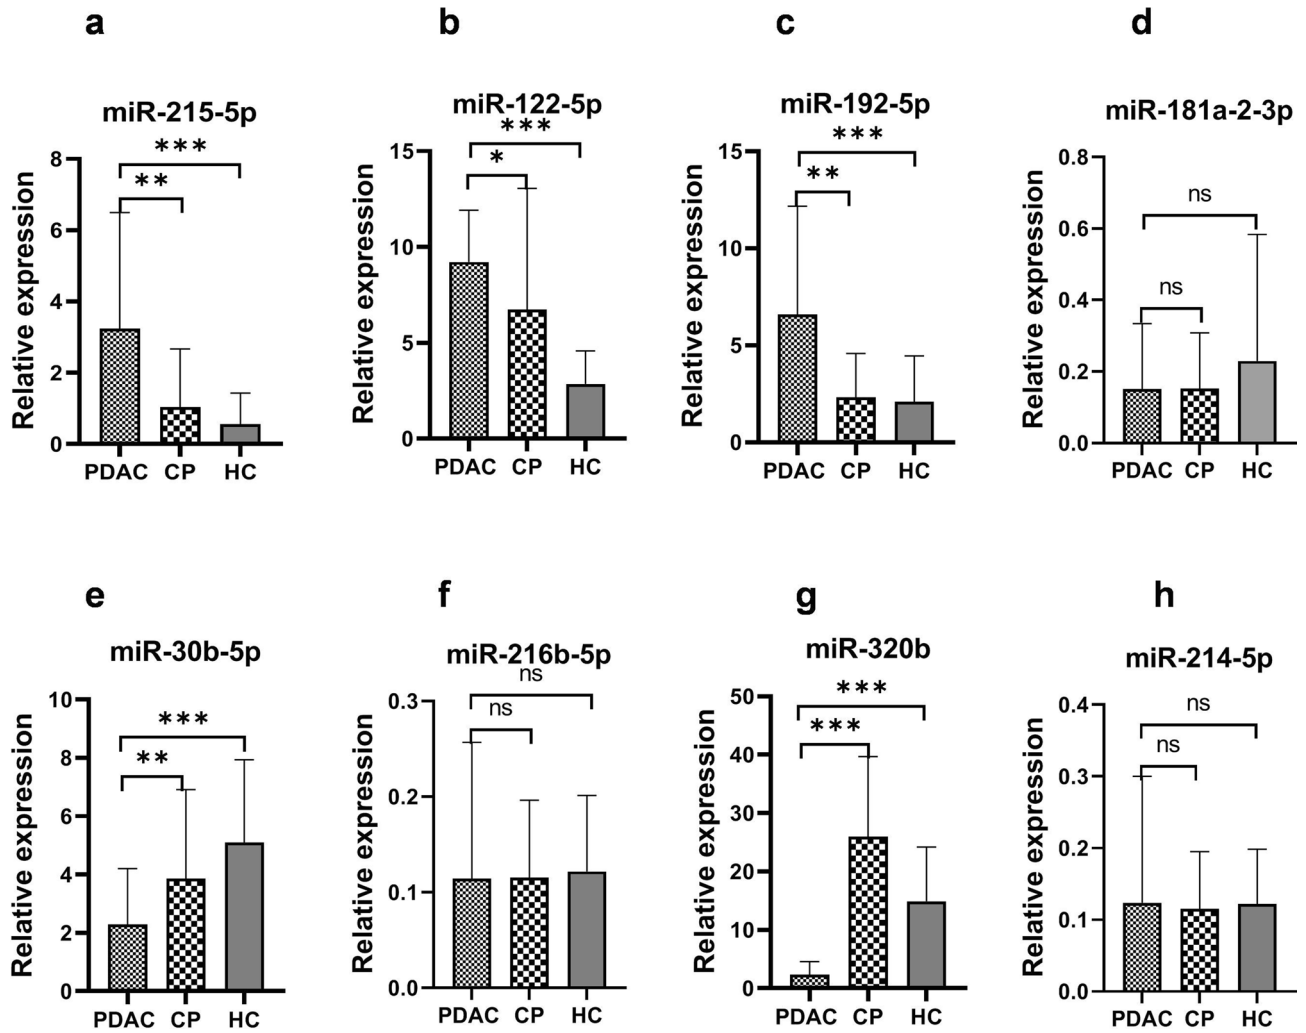 a
miR-215-5p
Relative expression
8
6
4
2
0
***
**
PDAC CP HC
b
miR-122-5p
Relative expression
15
10
5
0
***
*
PDAC CP HC
c
miR-192-5p
Relative expression
15
10
5
0
***
**
PDAC CP HC
d
miR-181a-2-3p
Relative expression
0.8
0.6
0.4
0.2
0.0
ns
ns
PDAC CP HC
e
miR-30b-5p
Relative expression
10
8
6
4
2
0
***
**
PDAC CP HC
f
miR-216b-5p
Relative expression
0.3
0.2
0.1
0.0
ns
ns
PDAC CP HC
g
miR-320b
Relative expression
50
40
30
20
10
0
***
***
PDAC CP HC
h
miR-214-5p
Relative expression
0.4
0.3
0.2
0.1
0.0
ns
ns
PDAC CP HC